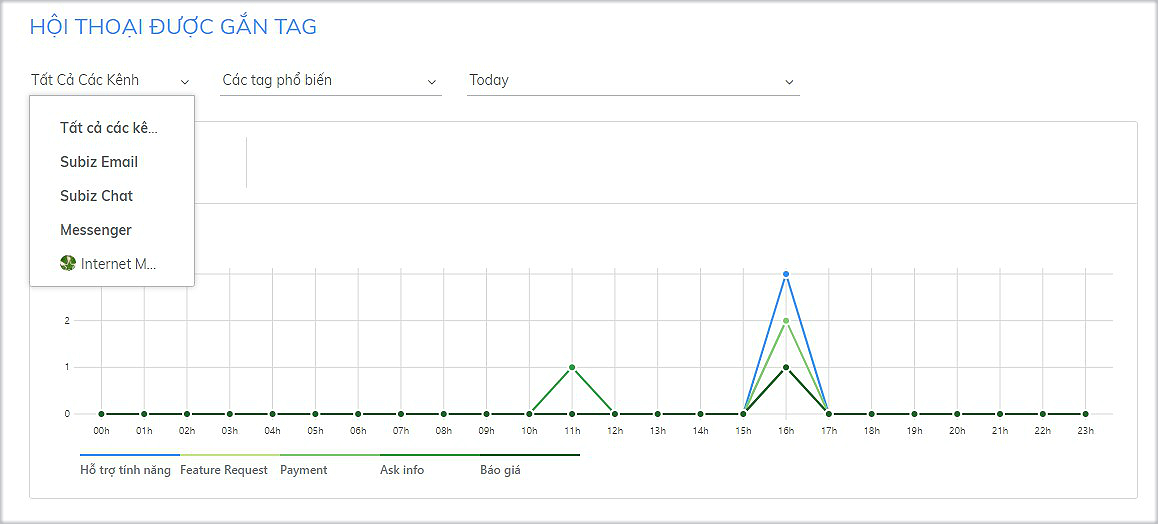 HỘI THOẠI ĐƯỢC GẮN TAG
Tất Cả Các Kênh Các tag phổ biến Today
Tất cả các kê...
Subiz Email
Subiz Chat
Messenger
Internet M...
2
1
0
00h 01h 02h 03h 04h 05h 06h 07h 08h 09h 10h 11h 12h 13h 14h 15h 16h 17h 18h 19h 20h 21h 22h 23h
Hỗ trợ tính năng Feature Request Payment Ask info Báo giá